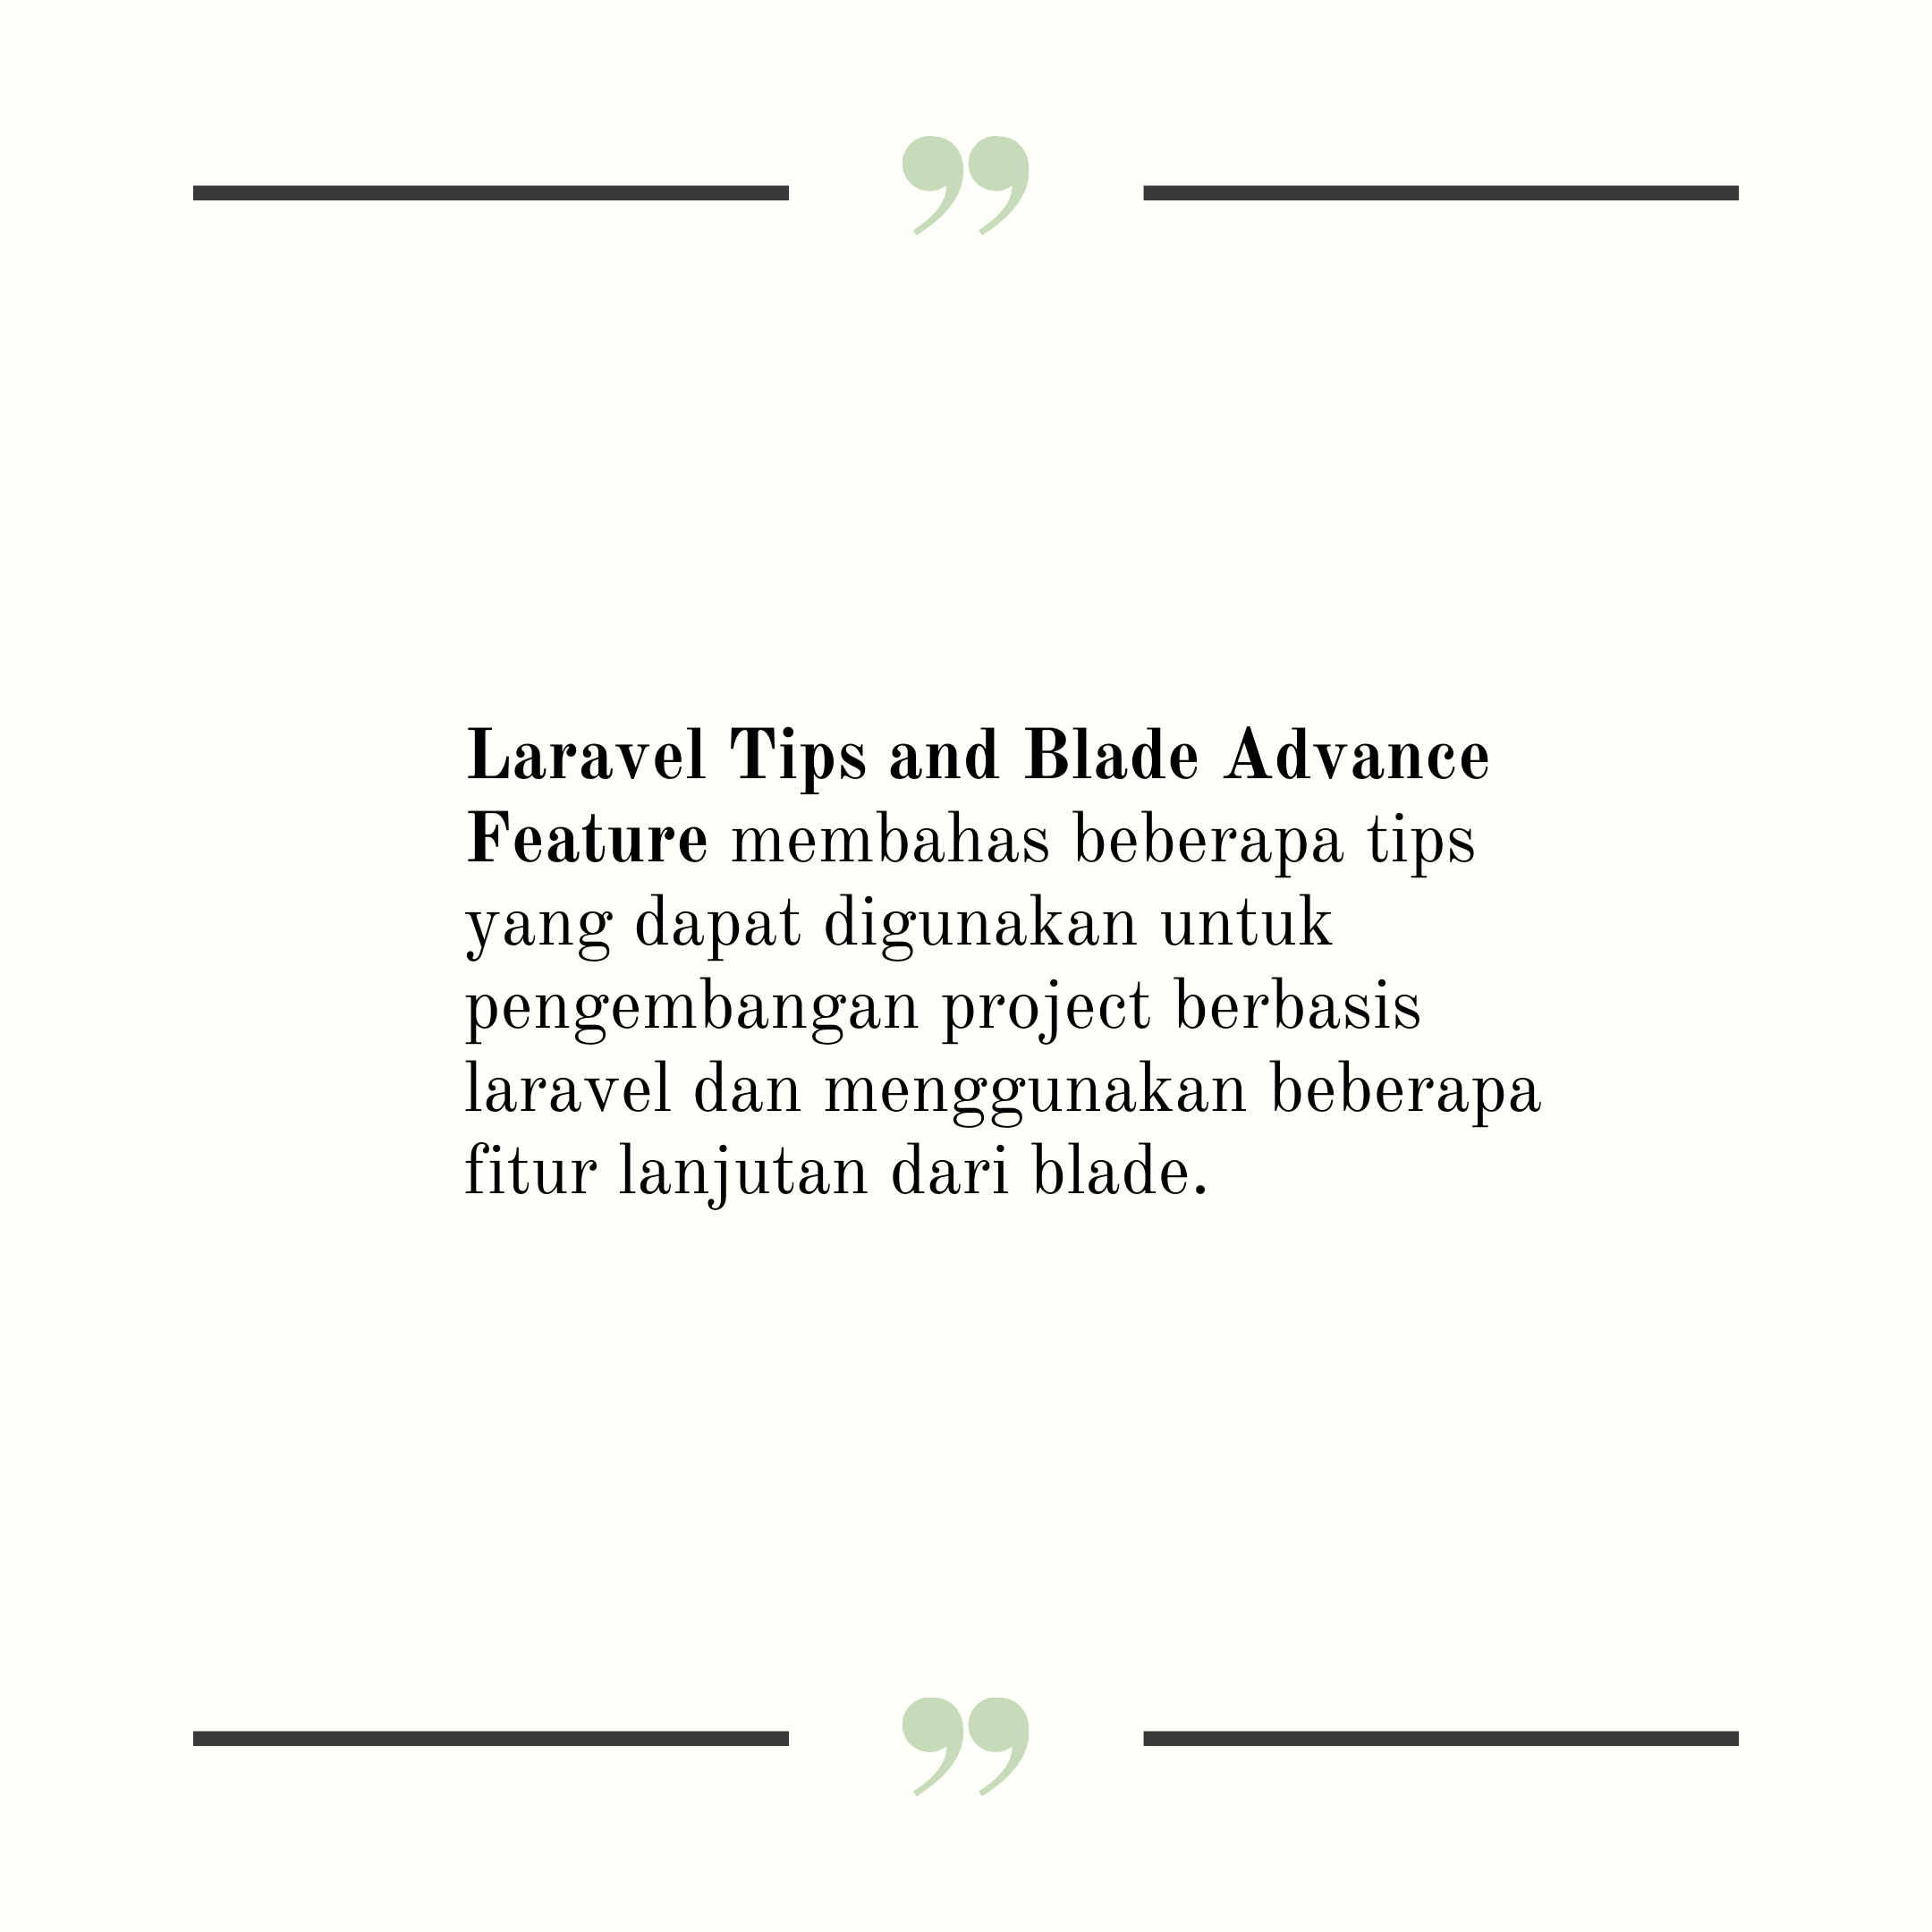 Laravel Tips and Blade Advance
Feature membahas beberapa tips
yang dapat digunakan untuk
pengembangan project berbasis
laravel dan menggunakan beberapa
fitur lanjutan dari blade.